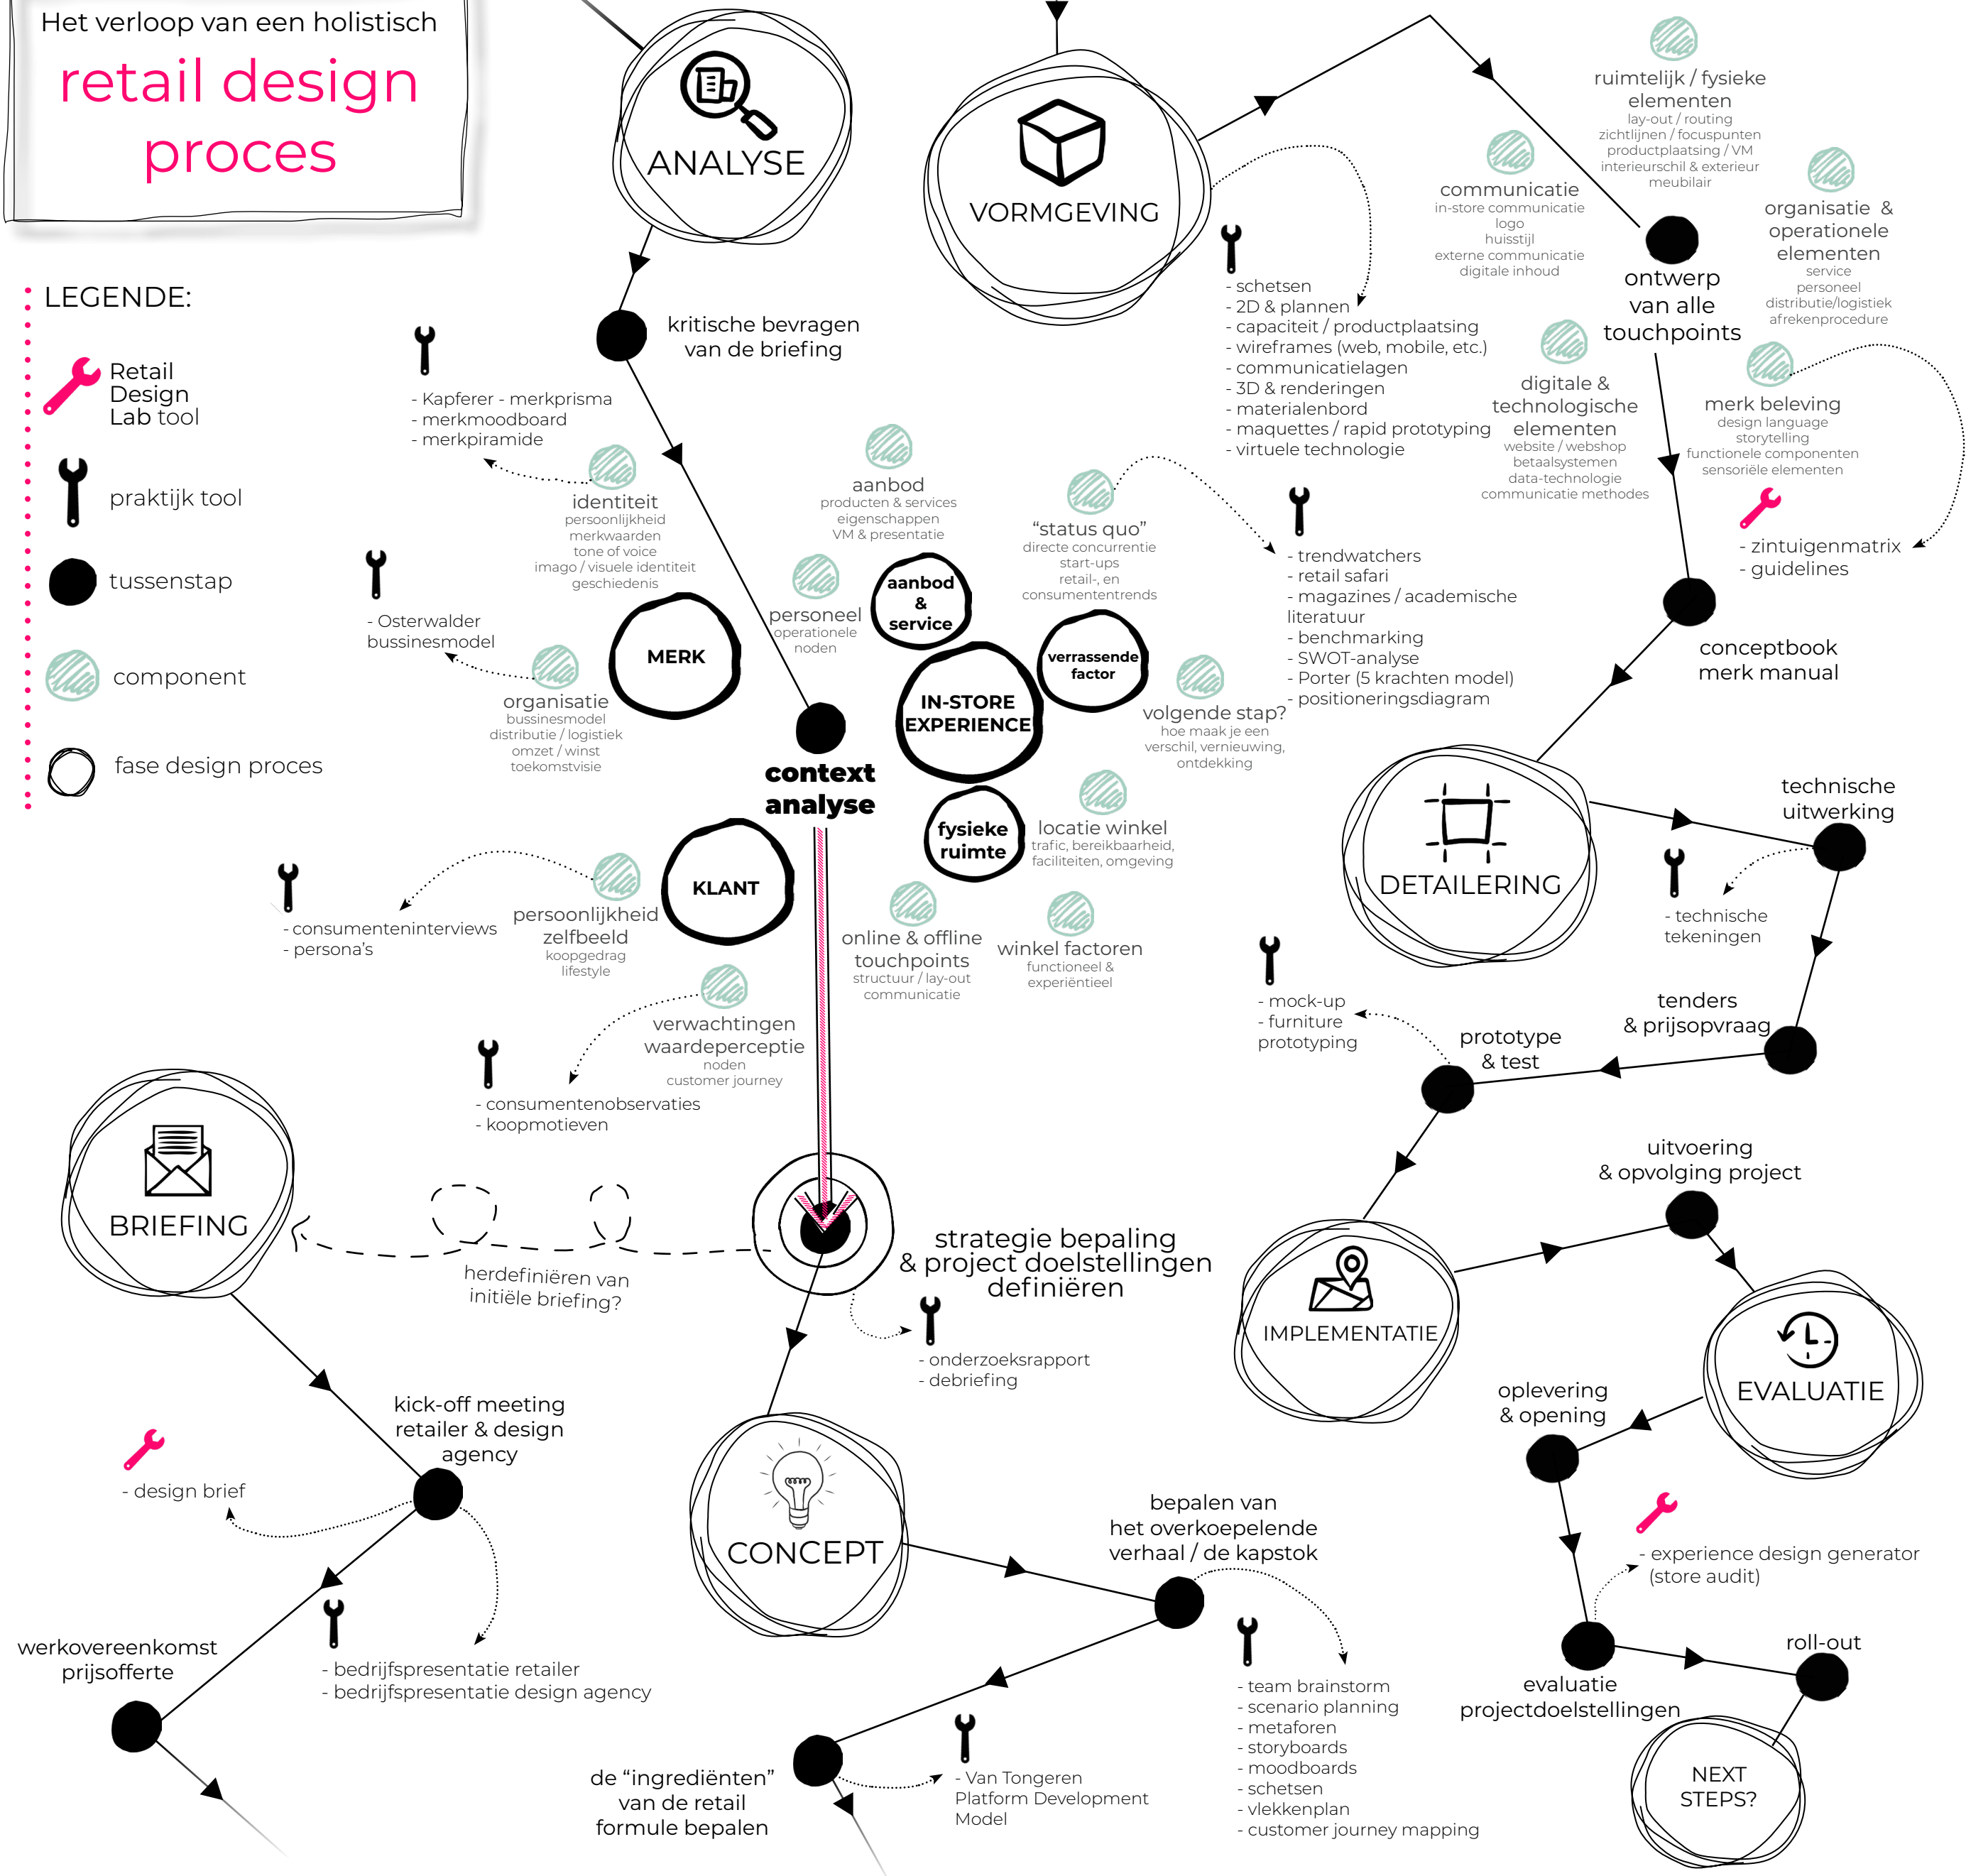 Het verloop van een holistisch
retail design
proces
LEGENDE:
Retail
Design
Lab tool
praktijk tool
tussenstap
component
fase design proces
BRIEFING
kick-off meeting
retailer & design
agency
- design brief
- bedrijfspresentatie retailer
- bedrijfspresentatie design agency
werkovereenkomst
prijsofferte
ANALYSE
kritische bevragen
van de briefing
- Kapferer - merkprisma
- merkmoodboard
- merkpiramide
identiteit
persoonlijkheid
merkwaarden
tone of voice
imago / visuele identiteit
geschiedenis
- Osterwalder
bussinesmodel
organisatie
bussinesmodel
distributie / logistiek
omzet / winst
toekomstvisie
MERK
personeel
operationele
noden
aanbod
producten & services
eigenschappen
VM & presentatie
aanbod
&
service
"status quo"
directe concurrentie
start-ups
retail-, en
consumententrends
verrassende
factor
IN-STORE
EXPERIENCE
volgende stap?
hoe maak je een
verschil, vernieuwing,
ontdekking
- trendwatchers
- retail safari
- magazines / academische
literatuur
- benchmarking
- SWOT-analyse
- Porter (5 krachten model)
- positioneringsdiagram
context
analyse
fysieke
ruimte
locatie winkel
trafic, bereikbaarheid,
faciliteiten, omgeving
online & offline
touchpoints
structuur / lay-out
communicatie
winkel factoren
functioneel &
experiëntieel
KLANT
- consumenteninterviews
- persona's
persoonlijkheid
zelfbeeld
koopgedrag
lifestyle
verwachtingen
waardeperceptie
noden
customer journey
- consumentenobservaties
- koopmotieven
herdefiniëren van
initiële briefing?
strategie bepaling
& project doelstellingen
definiëren
- onderzoeksrapport
- debriefing
CONCEPT
bepalen van
het overkoepelende
verhaal / de kapstok
- team brainstorm
- scenario planning
- metaforen
- storyboards
- moodboards
- schetsen
- vlekkenplan
- customer journey mapping
de "ingrediënten"
van de retail
formule bepalen
- Van Tongeren
Platform Development
Model
VORMGEVING
- schetsen
- 2D & plannen
- capaciteit / productplaatsing
- wireframes (web, mobile, etc.)
- communicatielagen
- 3D & renderingen
- materialenbord
- maquettes / rapid prototyping
- virtuele technologie
ruimtelijk / fysieke
elementen
lay-out / routing
zichtlijnen / focuspunten
productplaatsing / VM
interieurschil & exterieur
meubilair
communicatie
in-store communicatie
logo
huisstijl
externe communicatie
digitale inhoud
organisatie &
operationele
elementen
service
personeel
distributie/logistiek
afrekenprocedure
ontwerp
van alle
touchpoints
digitale &
technologische
elementen
website / webshop
betaalsystemen
data-technologie
communicatie methodes
merk beleving
design language
storytelling
functionele componenten
sensoriële elementen
- zintuigenmatrix
- guidelines
conceptbook
merk manual
DETAILERING
technische
uitwerking
- technische
tekeningen
tenders
& prijsopvraag
prototype
& test
- mock-up
- furniture
prototyping
IMPLEMENTATIE
uitvoering
& opvolging project
EVALUATIE
oplevering
& opening
- experience design generator
(store audit)
evaluatie
projectdoelstellingen
roll-out
NEXT
STEPS?